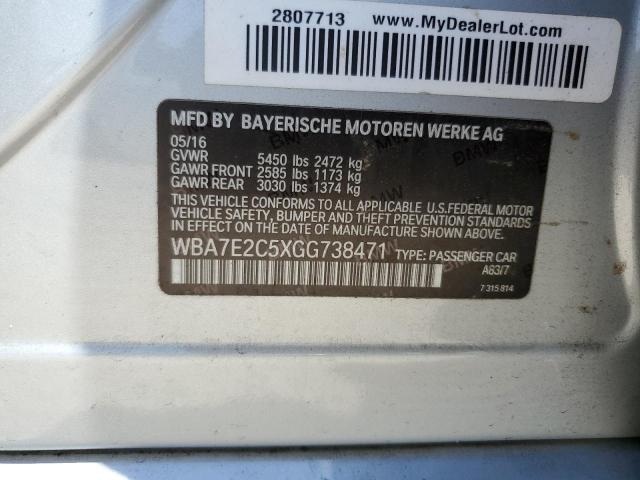 2807713 www.MyDealerLot.com
MFD BY BAYERISCHE MOTOREN WERKE AG
05/16
GVWR 5450 lbs 2472 kg
GAWR FRONT 2585 lbs 1173 kg
GAWR REAR 3030 lbs 1374 kg
THIS VEHICLE CONFORMS TO ALL APPLICABLE U.S.FEDERAL MOTOR
VEHICLE SAFETY, BUMPER AND THEFT PREVENTION STANDARDS
IN EFFECT ON THE DATE OF MANUFACTURE SHOWN ABOVE.
WBA7E2C5XGG738471 TYPE: PASSENGER CAR
A83/7
7 315 814